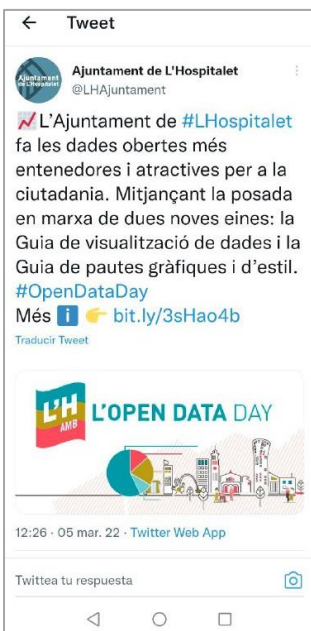 ← Tweet
Ajuntament de L'Hospitalet
@LHAjuntament
Ajuntament
de L'Hospitalet
📈L'Ajuntament de #LHospitalet
fa les dades obertes més
entenedores i atractives per a la
ciutadania. Mitjançant la posada
en marxa de dues noves eines: la
Guia de visualització de dades i la
Guia de pautes gràfiques i d'estil.
#OpenDataDay
Més ℹ️ 👉 bit.ly/3sHao4b
Traducir Tweet
L'H
AMB
L'OPEN DATA DAY
12:26 · 05 mar. 22 · Twitter Web App
Twittea tu respuesta